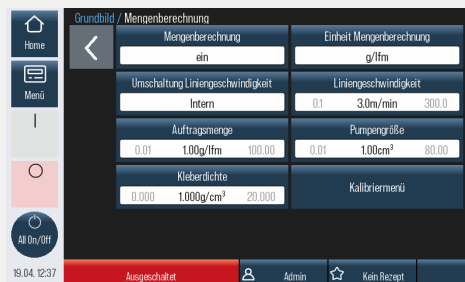 Grundbild / Mengenberechnung
Home
Menü
All On/Off
19.04. 12:37
Mengenberechnung
ein
Einheit Mengenberechnung
g/lfm
Umschaltung Liniengeschwindigkeit
Intern
Liniengeschwindigkeit
0.1 3.0m/min 300.0
Auftragsmenge
0.01 1.00g/lfm 100.00
Pumpengröße
0.01 1.00cm³ 80.00
Kleberdichte
0.000 1.000g/cm³ 20.000
Kalibriermenü
Ausgeschaltet
Admin
Kein Rezept